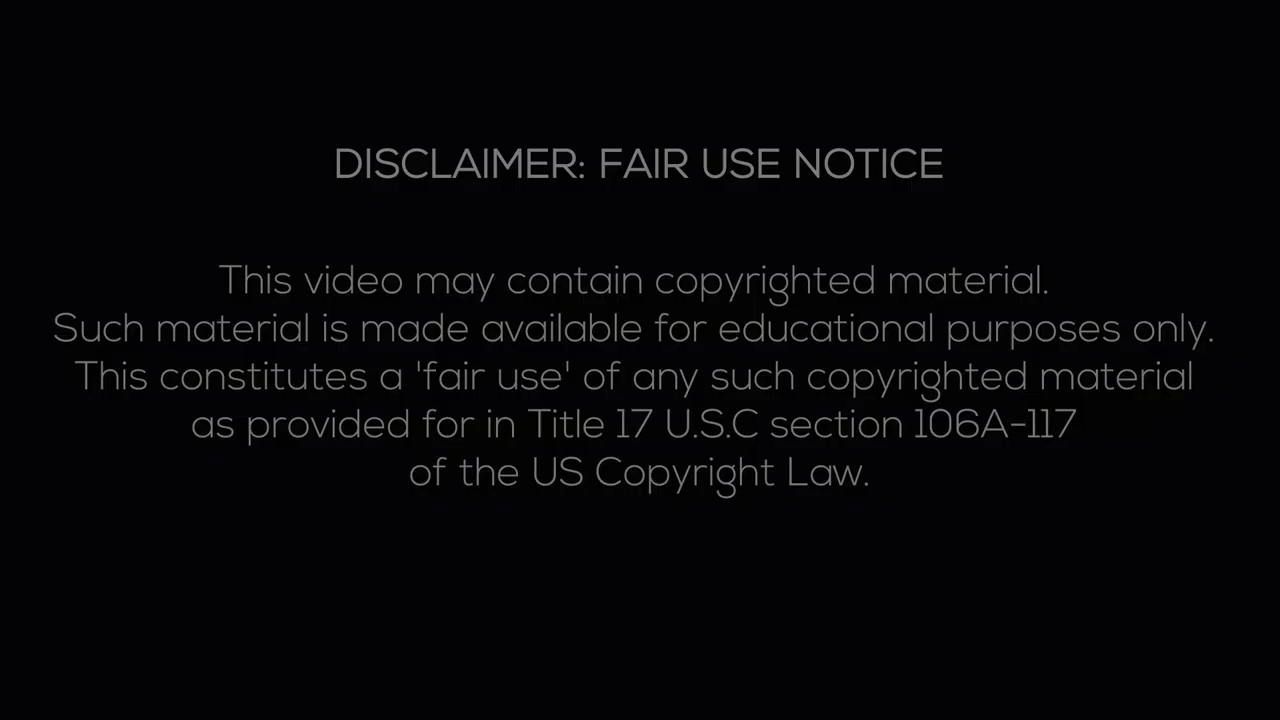 DISCLAIMER: FAIR USE NOTICE
This video may contain copyrighted material.
Such material is made available for educational purposes only.
This constitutes a 'fair use' of any such copyrighted material
as provided for in Title 17 U.S.C section 106A-117
of the US Copyright Law.